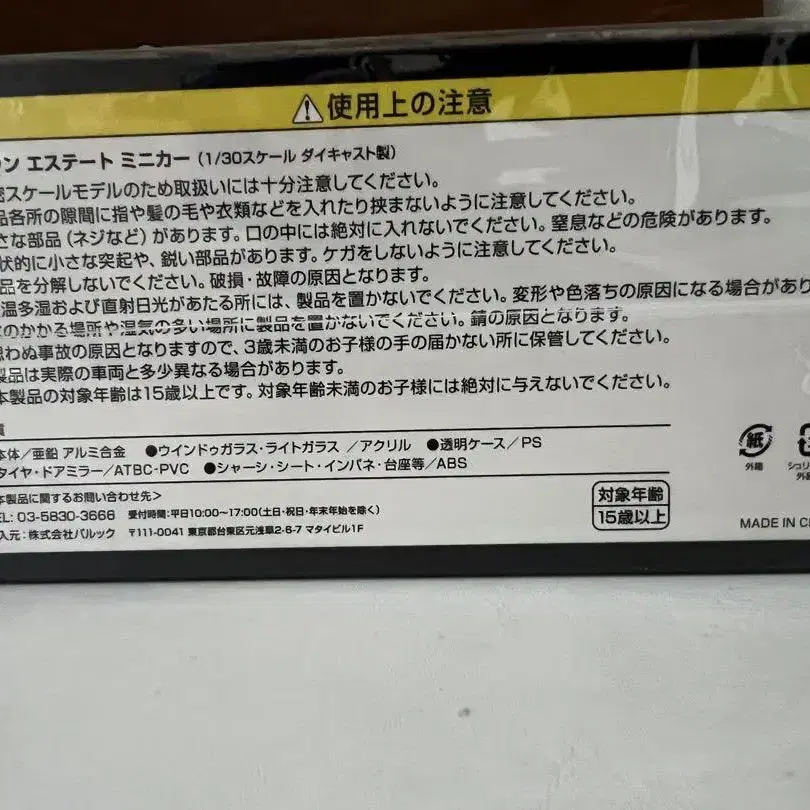 ⚠使用上の注意
ン エステート ミニカー (1/30スケール ダイキャスト製)
密スケールモデルのため取扱いには十分注意してください。
品各所の隙間に指や髪の毛や衣類などを入れたり挟まないように注意してください。
さな部品(ネジなど)があります。口の中には絶対に入れないでください。窒息などの危険があります。
状的に小さな突起や、鋭い部品があります。ケガをしないように注意してください。
品を分解しないでください。破損・故障の原因となります。
温多湿および直射日光があたる所には、製品を置かないでください。変形や色落ちの原因になる場合があり
のかかる場所や湿気の多い場所に製品を置かないでください。錆の原因となります。
思わぬ事故の原因となりますので、3歳未満のお子様の手の届かない所に保管してください。
製品は実際の車両と多少異なる場合があります。
本製品の対象年齢は15歳以上です。対象年齢未満のお子様には絶対に与えないでください。
本体/亜鉛 アルミ合金 ●ウインドゥガラス・ライトガラス/アクリル ●透明ケース/PS
タイヤ・ドアミラー/ATBC-PVC ●シャーシ・シート・インパネ・台座等/ABS
本製品に関するお問い合わせ先>
EL: 03-5830-3666 受付時間:平日10:00~17:00(土日・祝日・年末年始を除く)
入元:株式会社バルック 〒111-0041 東京都台東区元浅草2-6-7 マタイビル1F
対象年齢
15歳以上
紙
外箱
シュリ
外
MADE IN C